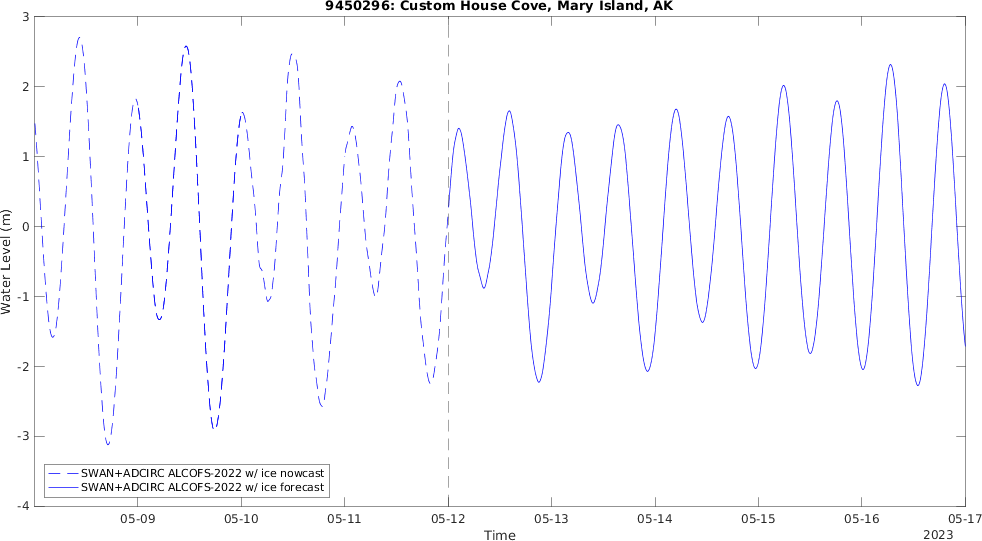 9450296: Custom House Cove, Mary Island, AK
3
2
1
0
-1
-2
-3
-4
Water Level (m)
SWAN+ADCIRC ALCOFS-2022 w/ ice nowcast
SWAN+ADCIRC ALCOFS-2022 w/ ice forecast
05-09 05-10 05-11 05-12 05-13 05-14 05-15 05-16 05-17
Time
2023